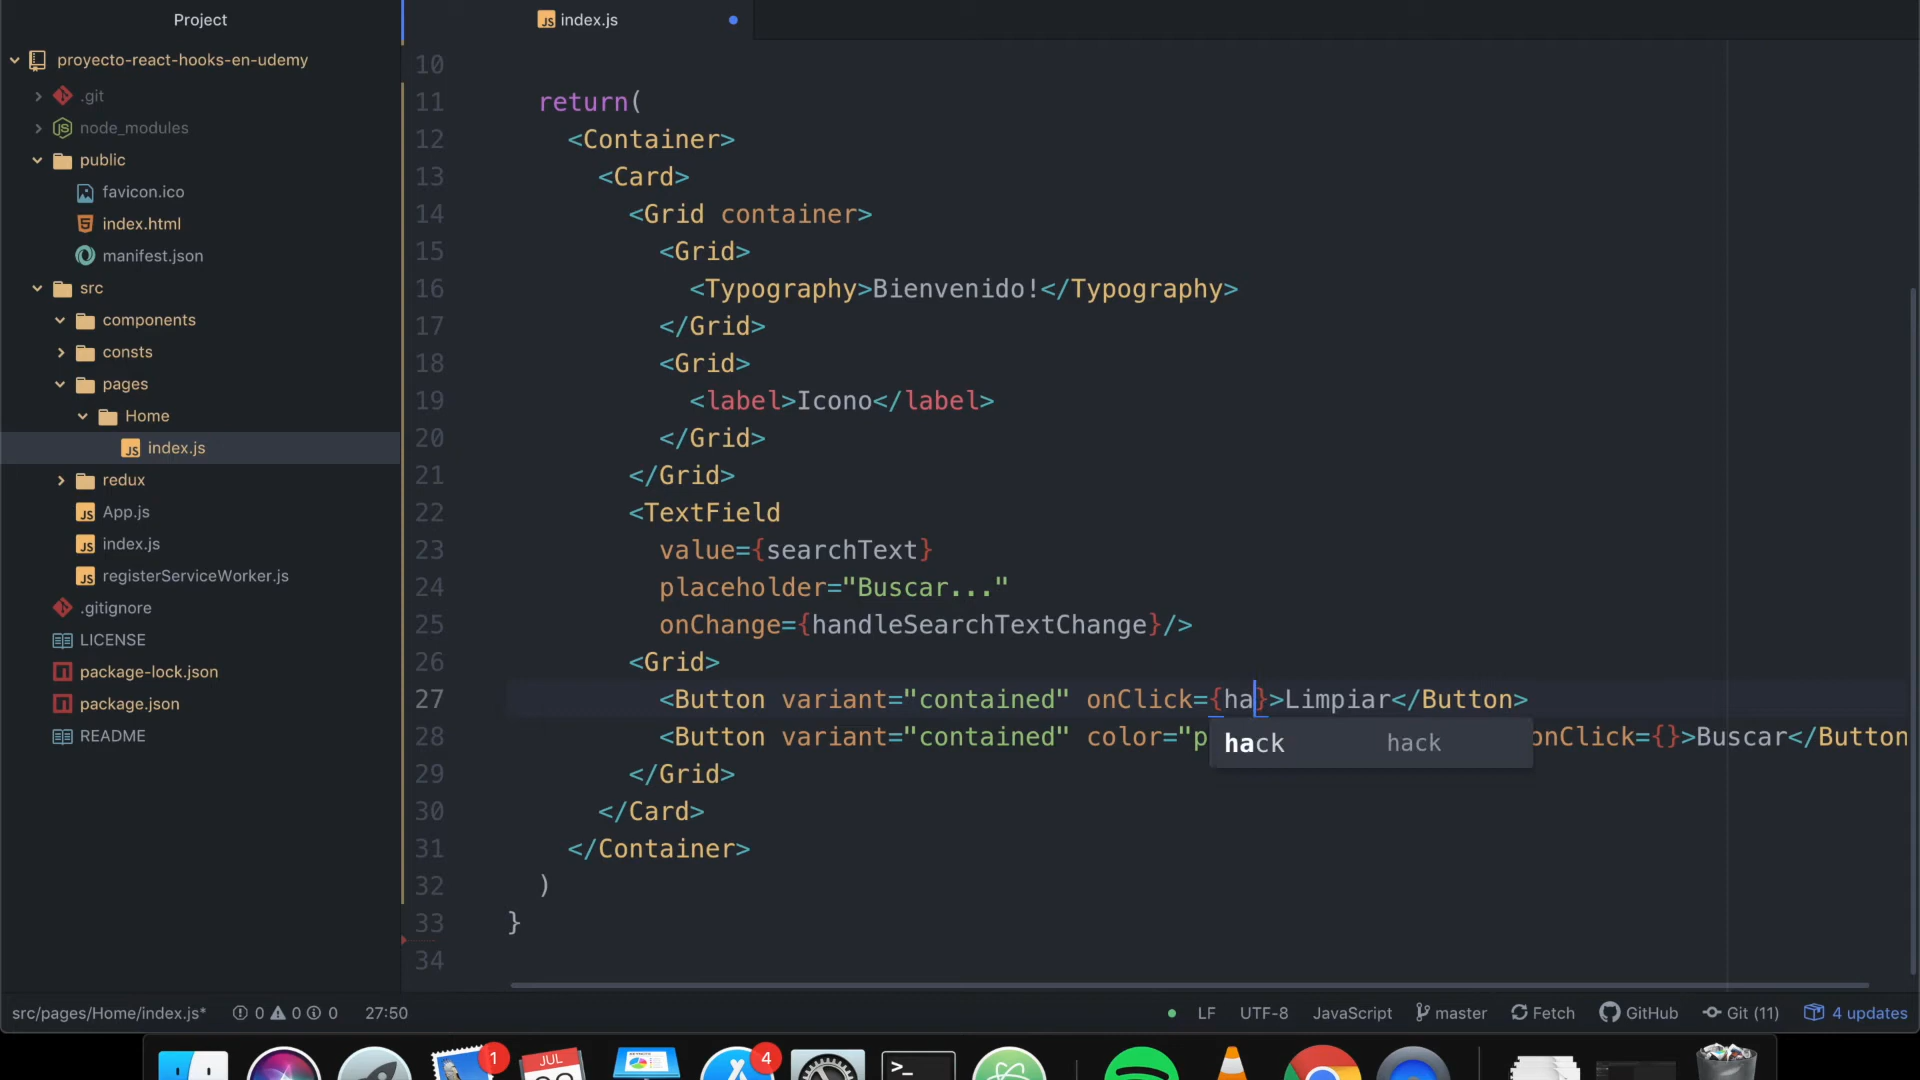 Project
index.js
proyecto-react-hooks-en-udemy
.git
node_modules
public
favicon.ico
index.html
manifest.json
src
components
consts
pages
Home
index.js
redux
App.js
index.js
registerServiceWorker.js
.gitignore
LICENSE
package-lock.json
package.json
README
10
11 return(
12 <Container>
13 <Card>
14 <Grid container>
15 <Grid>
16 <Typography>Bienvenido!</Typography>
17 </Grid>
18 <Grid>
19 <label>Icono</label>
20 </Grid>
21 </Grid>
22 <TextField
23 value={searchText}
24 placeholder="Buscar..."
25 onChange={handleSearchTextChange}/>
26 <Grid>
27 <Button variant="contained" onClick={ha}>Limpiar</Button>
28 <Button variant="contained" color="p onClick={}>Buscar</Button
hack hack
29 </Grid>
30 </Card>
31 </Container>
32 )
33 }
34
src/pages/Home/index.js* 0 0 0 27:50 LF UTF-8 JavaScript master Fetch GitHub Git (11) 4 updates
1
JUL
4
>_